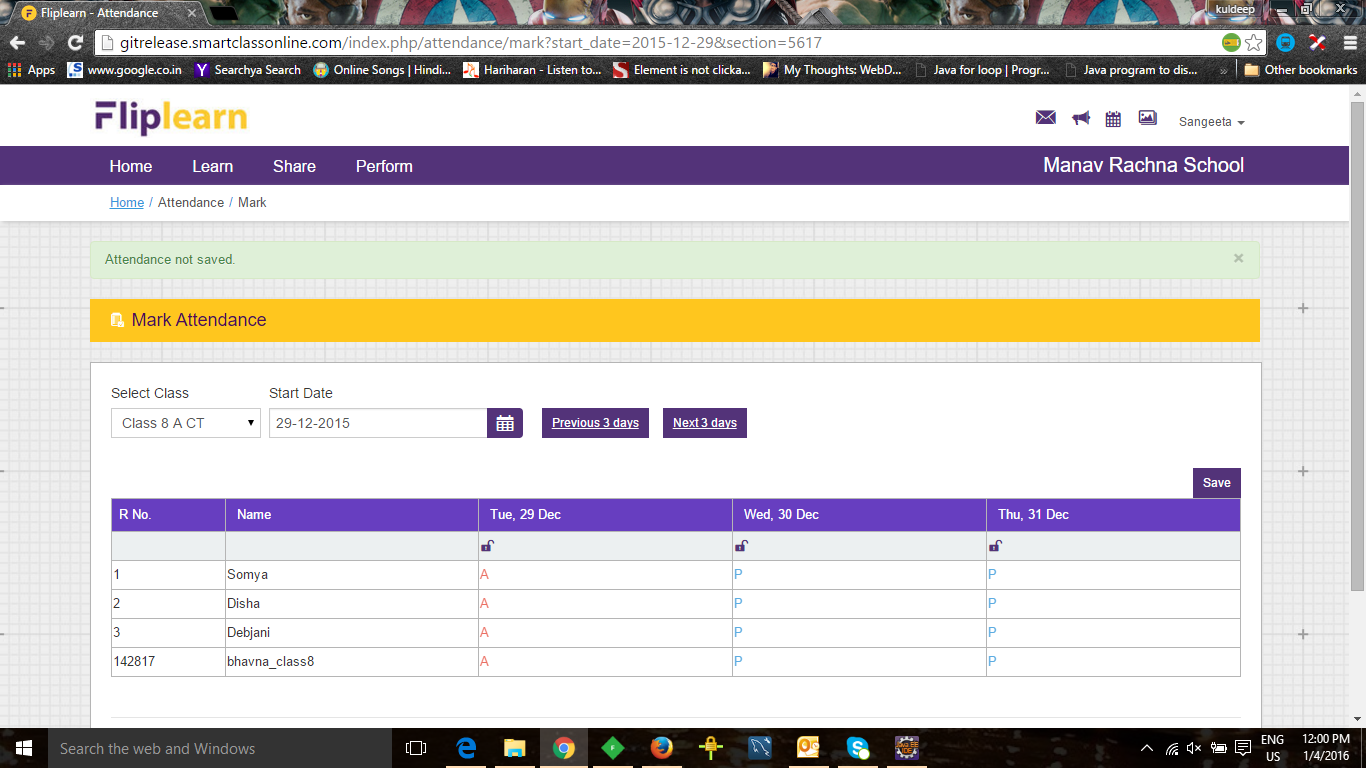 Fliplearn - Attendance
kuldeep
gitrelease.smartclassonline.com/index.php/attendance/mark?start_date=2015-12-29&section=5617
Apps www.google.co.in Searchya Search Online Songs | Hindi... Hariharan - Listen to... Element is not clicka... My Thoughts: WebD... Java for loop | Progr... Java program to dis... » Other bookmarks
Fliplearn
Sangeeta
Home Learn Share Perform Manav Rachna School
Home / Attendance / Mark
Attendance not saved. ×
Mark Attendance
Select Class Start Date
Class 8 A CT 29-12-2015 Previous 3 days Next 3 days
Save
R No. Name Tue, 29 Dec Wed, 30 Dec Thu, 31 Dec
1 Somya A P P
2 Disha A P P
3 Debjani A P P
142817 bhavna_class8 A P P
Search the web and Windows
ENG 12:00 PM
US 1/4/2016